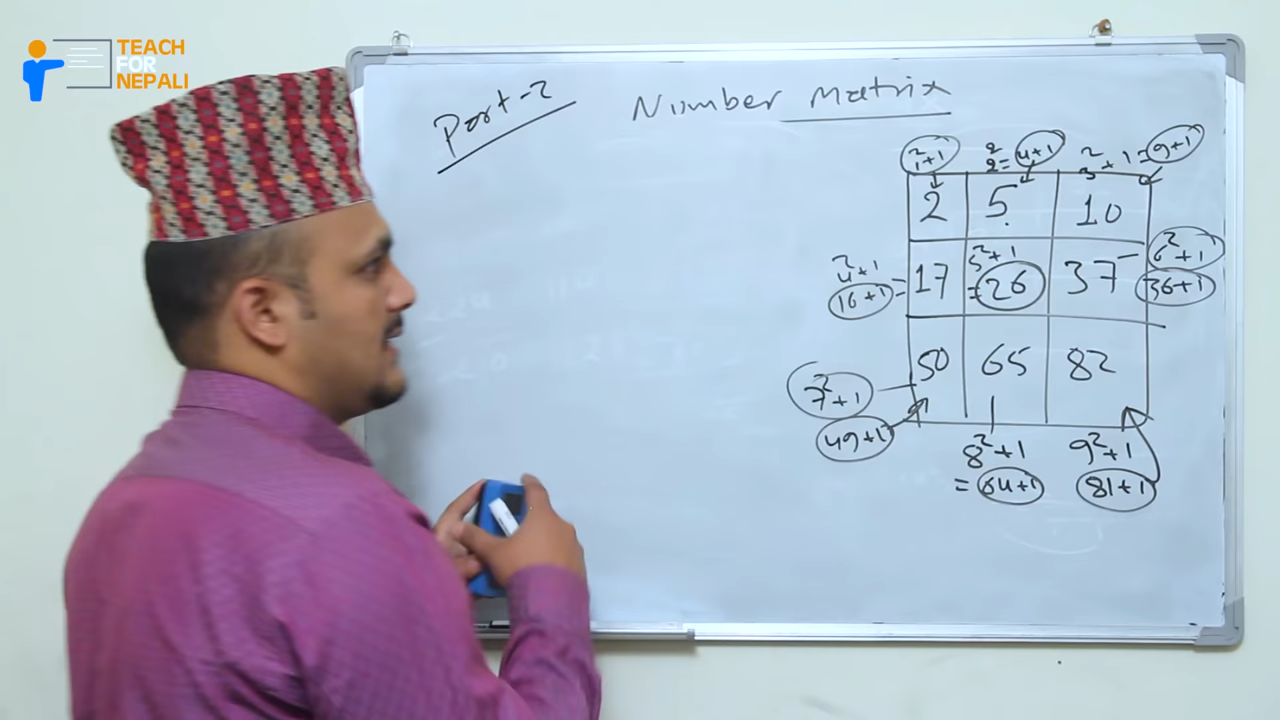 TEACH
FOR
NEPALI
Part-2
Number Matrix
1²+1
2²= 4+1
3²+1=9+1
2 5 10
4²+1
16+1=
17
5²+1
=26
37
6²+1
36+1
50 65 82
7²+1
49+1
8²+1
= 64+1
9²+1
81+1